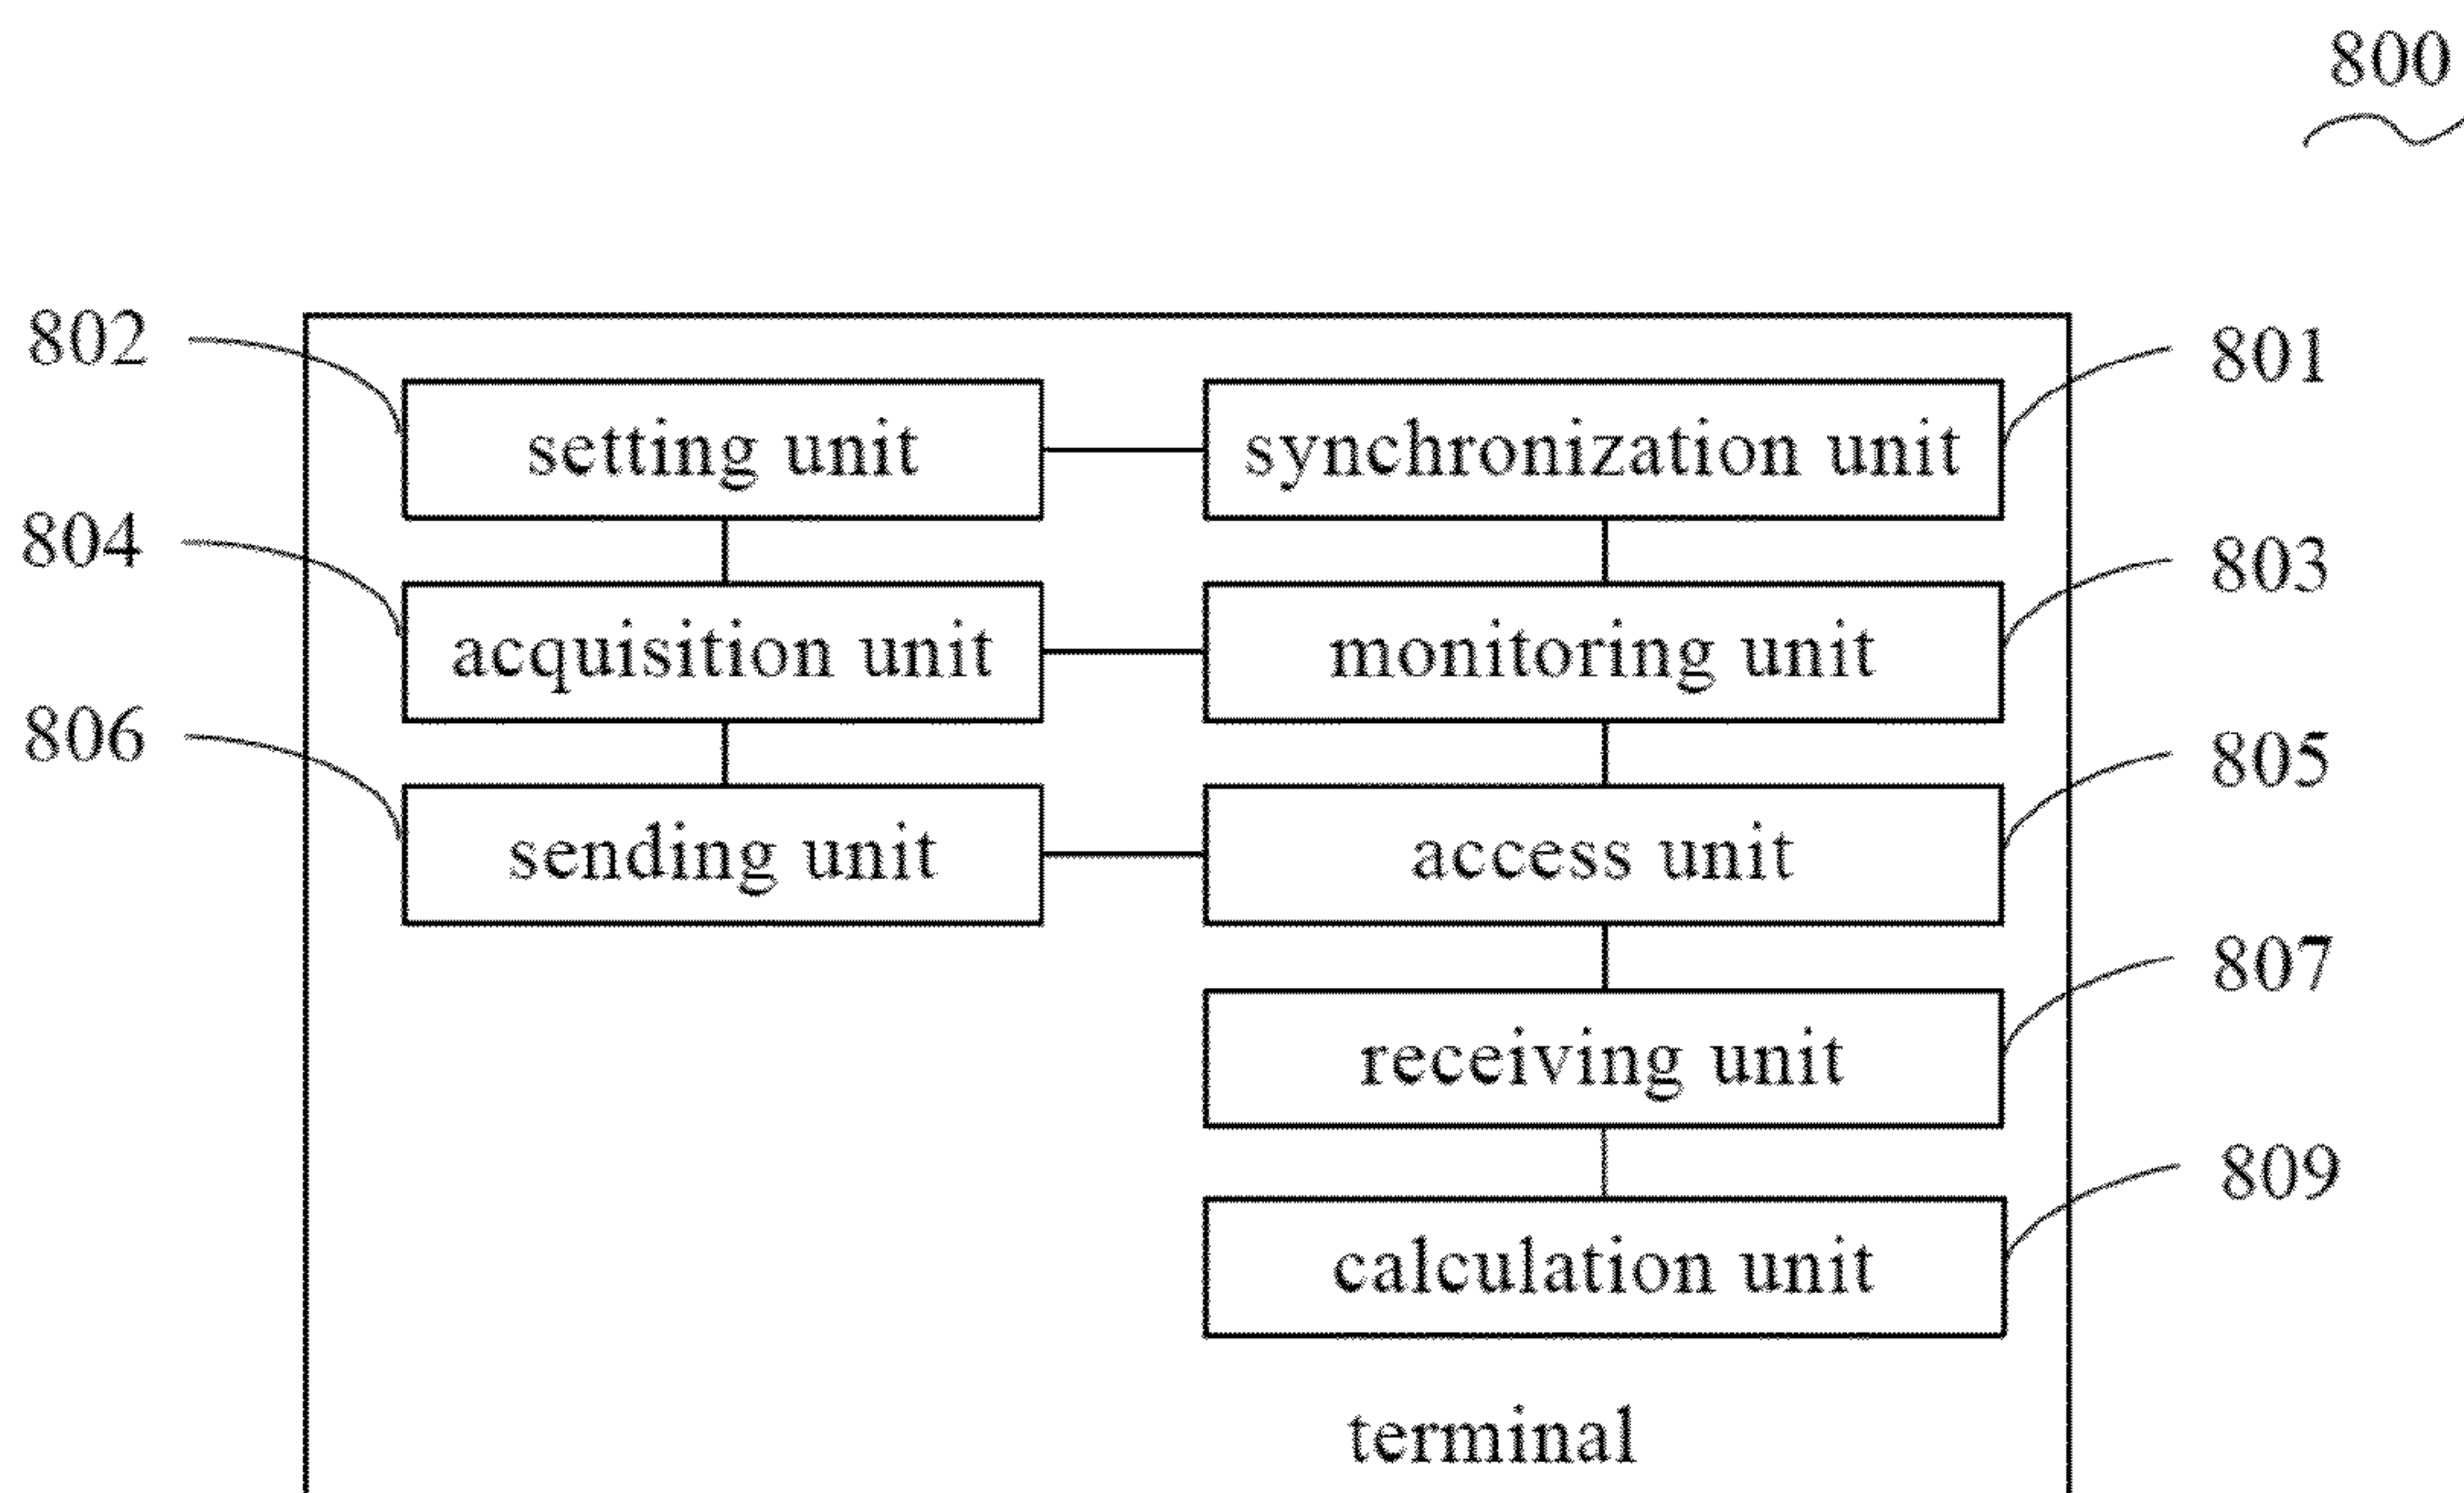 800
802
setting unit
synchronization unit
801
804
acquisition unit
monitoring unit
803
806
sending unit
access unit
805
receiving unit
807
calculation unit
809
terminal